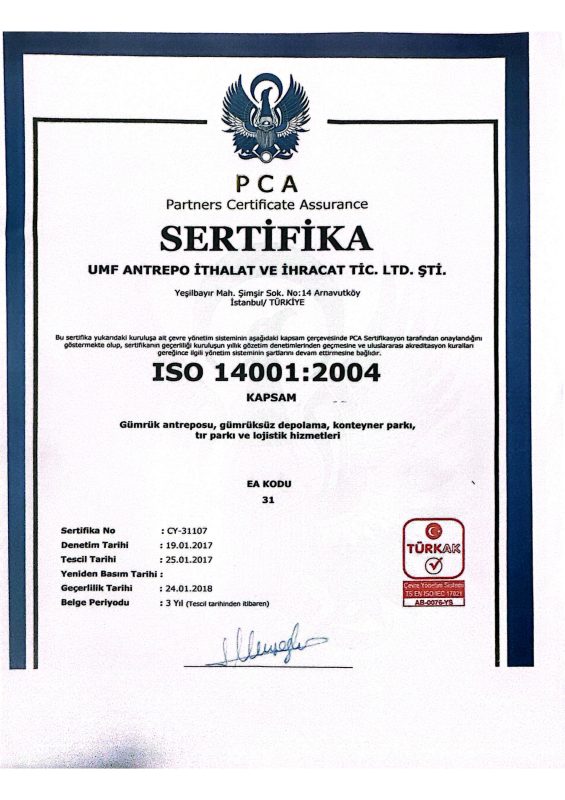 PCA
Partners Certificate Assurance
SERTİFİKA
UMF ANTREPO İTHALAT VE İHRACAT TİC. LTD. ŞTİ.
Yeşilbayır Mah. Şimşir Sok. No:14 Arnavutköy
İstanbul/ TÜRKİYE
Bu sertifika yukarıdaki kuruluşa ait çevre yönetim sisteminin aşağıdaki kapsam çerçevesinde PCA Sertifikasyon tarafından onaylandığını
göstermekte olup, sertifikanın geçerliliği kuruluşun yıllık gözetim denetimlerinden geçmesine ve uluslararası akreditasyon kuralları
gereğince ilgili yönetim sisteminin şartlarını devam ettirmesine bağlıdır.
ISO 14001:2004
KAPSAM
Gümrük antreposu, gümrüksüz depolama, konteyner parkı,
tır parkı ve lojistik hizmetleri
EA KODU
31
Sertifika No : CY-31107
Denetim Tarihi : 19.01.2017
Tescil Tarihi : 25.01.2017
Yeniden Basım Tarihi :
Geçerlilik Tarihi : 24.01.2018
Belge Periyodu : 3 Yıl (Tescil tarihinden itibaren)
TÜRKAK
Çevre Yönetim Sistemi
TS EN ISO/IEC 17021
AB-0076-YS